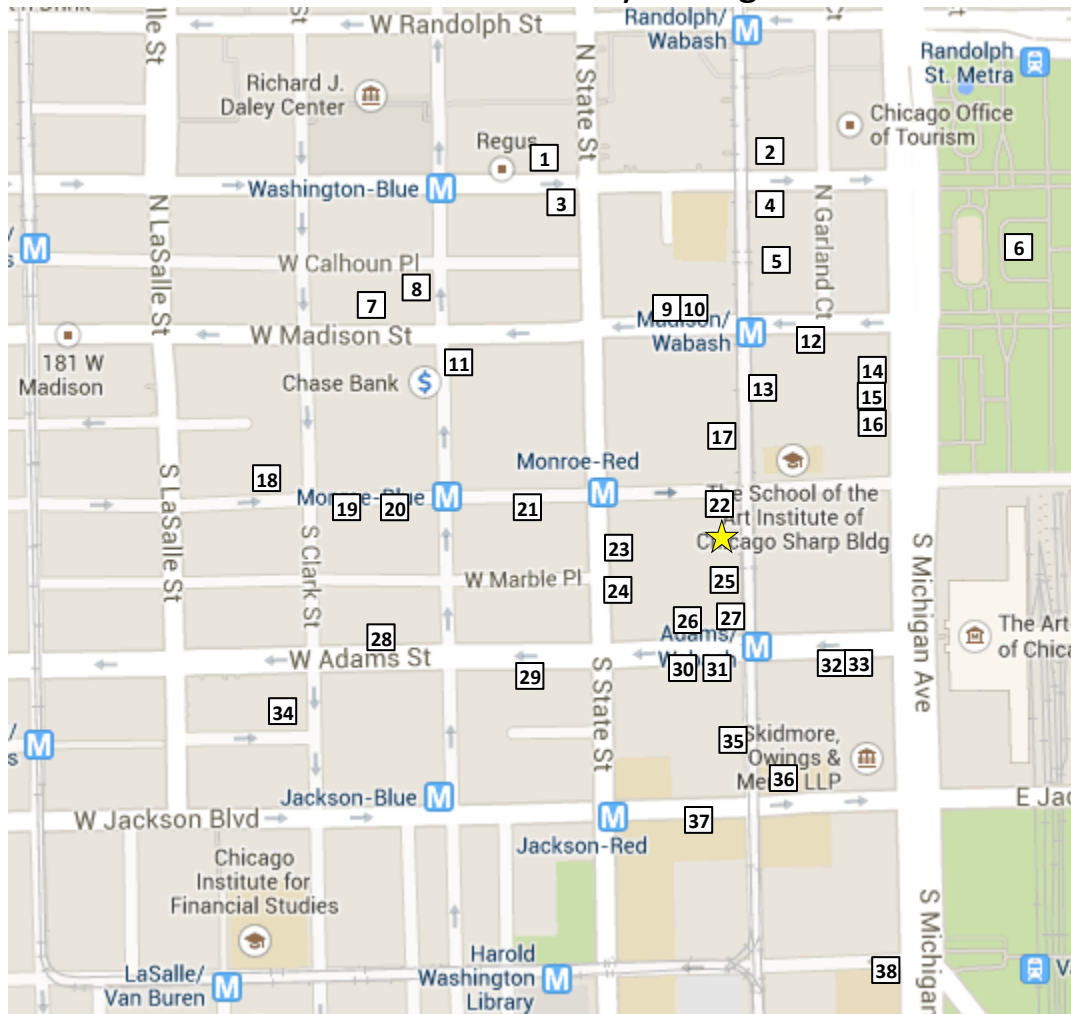 W Randolph St
Randolph/
Wabash
Randolph
St. Metra
lle St
St
N State St
Richard J.
Daley Center
Chicago Office
of Tourism
Regus
1
2
Washington-Blue
3
4
N LaSalle St
N Garland Ct
5
6
W Calhoun Pl
8
7
9
10
W Madison St
Madison/
Wabash
12
181 W
Madison
11
Chase Bank
$
13
14
15
16
17
Monroe-Red
18
S LaSalle St
Monroe-Blue
19
20
21
22
The School of the
Art Institute of
Chicago Sharp Bldg
S Clark St
S Michigan Ave
23
W Marble Pl
24
25
26
27
28
W Adams St
Adams/
Wabash
The Art
of Chica
29
30
31
32
33
S State St
34
35
Skidmore,
Owings &
36
LLP
Jackson-Blue
W Jackson Blvd
37
E Jac
Jackson-Red
Chicago
Institute for
Financial Studies
S Michigan
Harold
Washington
Library
LaSalle/
Van Buren
38